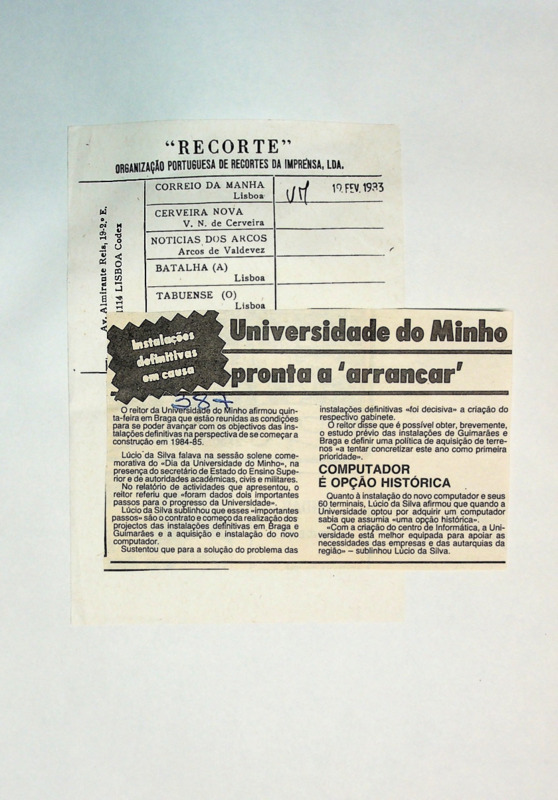 “RECORTE”
ORGANIZAÇÃO PORTUGUESA DE RECORTES DA IMPRENSA, LDA.
Av. Almirante Reis, 19-2.º E.
1114 LISBOA Codex
CORREIO DA MANHA
Lisboa
UM
19 FEV. 1983
CERVEIRA NOVA
V. N. de Cerveira
NOTICIAS DOS ARCOS
Arcos de Valdevez
BATALHA (A)
Lisboa
TABUENSE (O)
Lisboa
Instalações
definitivas
em causa
Universidade do Minho
pronta a ‘arrancar’
387
O reitor da Universidade do Minho afirmou quin-
ta-feira em Braga que estão reunidas as condições
para se poder avançar com os objectivos das ins-
talações definitivas na perspectiva de se começar a
construção em 1984-85.
Lúcio da Silva falava na sessão solene come-
morativa do «Dia da Universidade do Minho», na
presença do secretário de Estado do Ensino Supe-
rior e de autoridades académicas, civis e militares.
No relatório de actividades que apresentou, o
reitor referiu que «foram dados dois importantes
passos para o progresso da Universidade».
Lúcio da Silva sublinhou que esses «importantes
passos» são o contrato e começo da realização dos
projectos das instalações definitivas em Braga e
Guimarães e a aquisição e instalação do novo
computador.
Sustentou que para a solução do problema das
instalações definitivas «foi decisiva» a criação do
respectivo gabinete.
O reitor disse que é possível obter, brevemente,
o estudo prévio das instalações de Guimarães e
Braga e definir uma política de aquisição de terre-
nos «a tentar concretizar este ano como primeira
prioridade».
COMPUTADOR
É OPÇÃO HISTÓRICA
Quanto à instalação do novo computador e seus
60 terminais, Lúcio da Silva afirmou que quando a
Universidade optou por adquirir um computador
sabia que assumia «uma opção histórica».
«Com a criação do centro de Informática, a Uni-
versidade está melhor equipada para apoiar as
necessidades das empresas e das autarquias da
região» – sublinhou Lúcio da Silva.